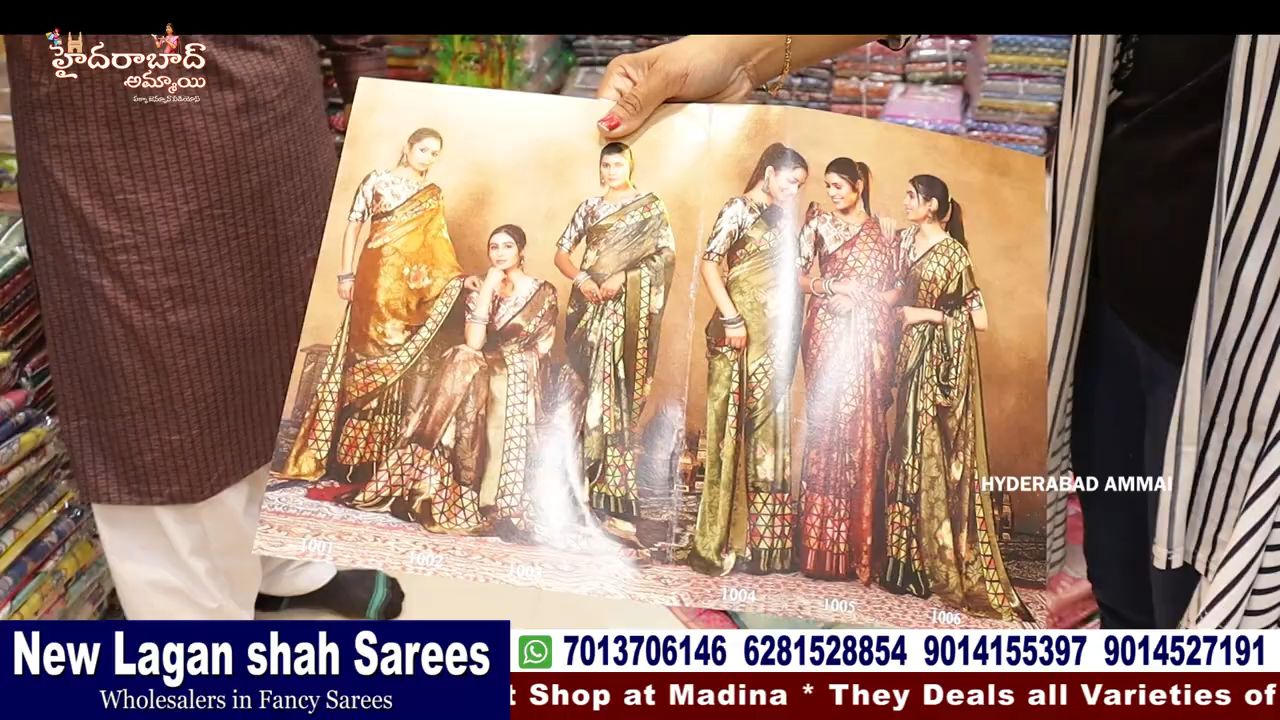 హైదరాబాద్
అమ్మాయి
HYDERABAD AMMAI
1001
1002
1003
1004
1005
1006
New Lagan shah Sarees
Wholesalers in Fancy Sarees
7013706146 6281528854 9014155397 9014527191
t Shop at Madina * They Deals all Varieties of